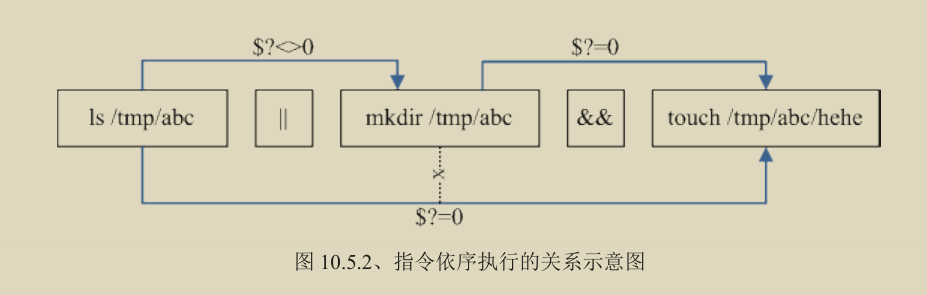 $?<>0 $?=0
ls /tmp/abc || mkdir /tmp/abc && touch /tmp/abc/hehe
x
$?=0
图 10.5.2、指令依序执行的关系示意图